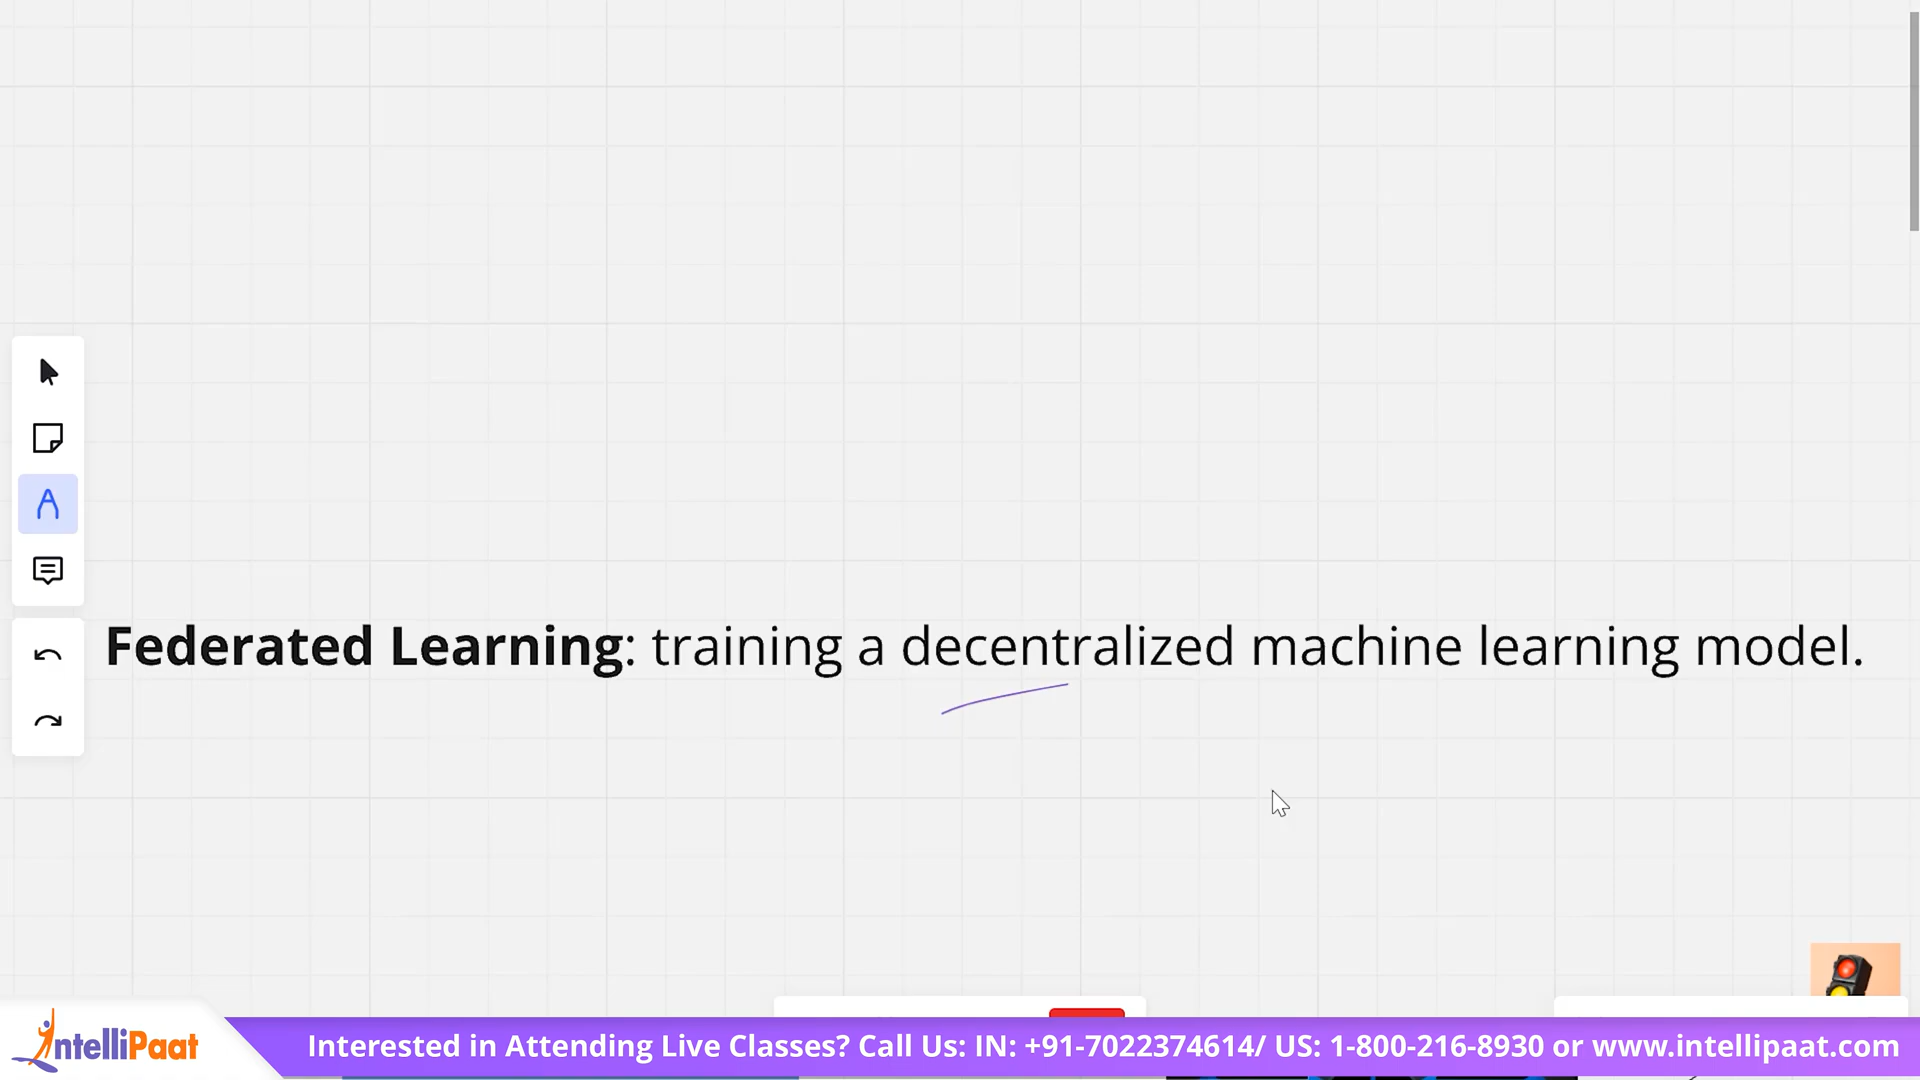 Federated Learning: training a decentralized machine learning model.
IntelliPaat
Interested in Attending Live Classes? Call Us: IN: +91-7022374614/ US: 1-800-216-8930 or www.intellipaat.com